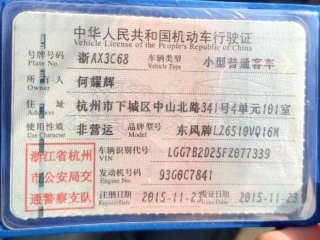 中华人民共和国机动车行驶证
Vehicle License of the People's Republic of China
号牌号码 浙AX3C68 车辆类型 小型普通客车
Plate No. Vehicle Type
所有人 何耀辉
Owner
住址 杭州市下城区中山北路341号4单元101室
Address
使用性质 非营运 品牌型号 东风牌LZ6510VQ16M
Use Character Model
车辆识别代号 LGG7B2D25FZ077339
VIN
发动机号码 93G0C7841
Engine No.
注册日期 2015-11-23 发证日期 2015-11-23
Register Date Issue Date
浙江省杭州
市公安局交
通警察支队